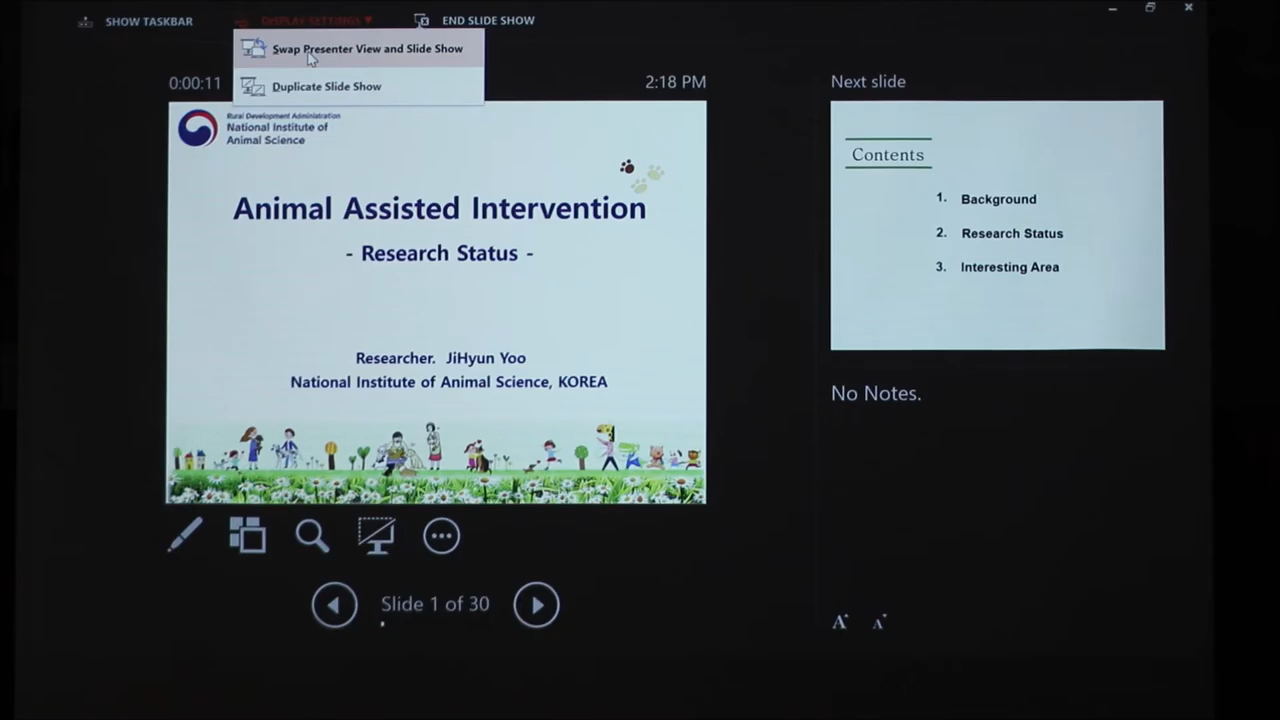 SHOW TASKBAR
DISPLAY SETTINGS ▼
END SLIDE SHOW
Swap Presenter View and Slide Show
Duplicate Slide Show
0:00:11
2:18 PM
Rural Development Administration
National Institute of
Animal Science
Animal Assisted Intervention
- Research Status -
Researcher. JiHyun Yoo
National Institute of Animal Science, KOREA
Slide 1 of 30
Next slide
Contents
1. Background
2. Research Status
3. Interesting Area
No Notes.
A A